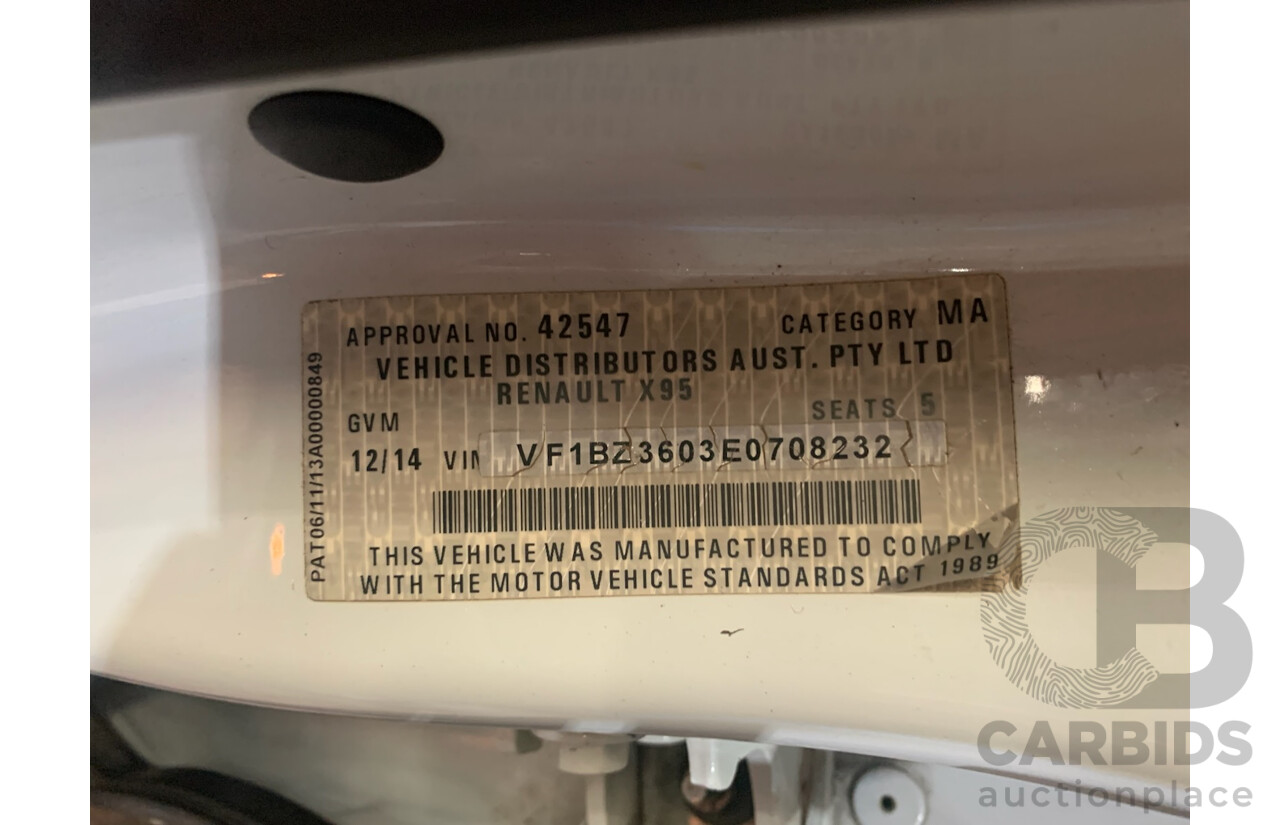 APPROVAL NO. 42547 CATEGORY MA
VEHICLE DISTRIBUTORS AUST. PTY LTD
RENAULT X95
GVM SEATS 5
12/14 VIN VF1BZ3603E0708232
THIS VEHICLE WAS MANUFACTURED TO COMPLY
WITH THE MOTOR VEHICLE STANDARDS ACT 1989
PAT06/11/13A00000849
CB
CARBIDS
auctionplace